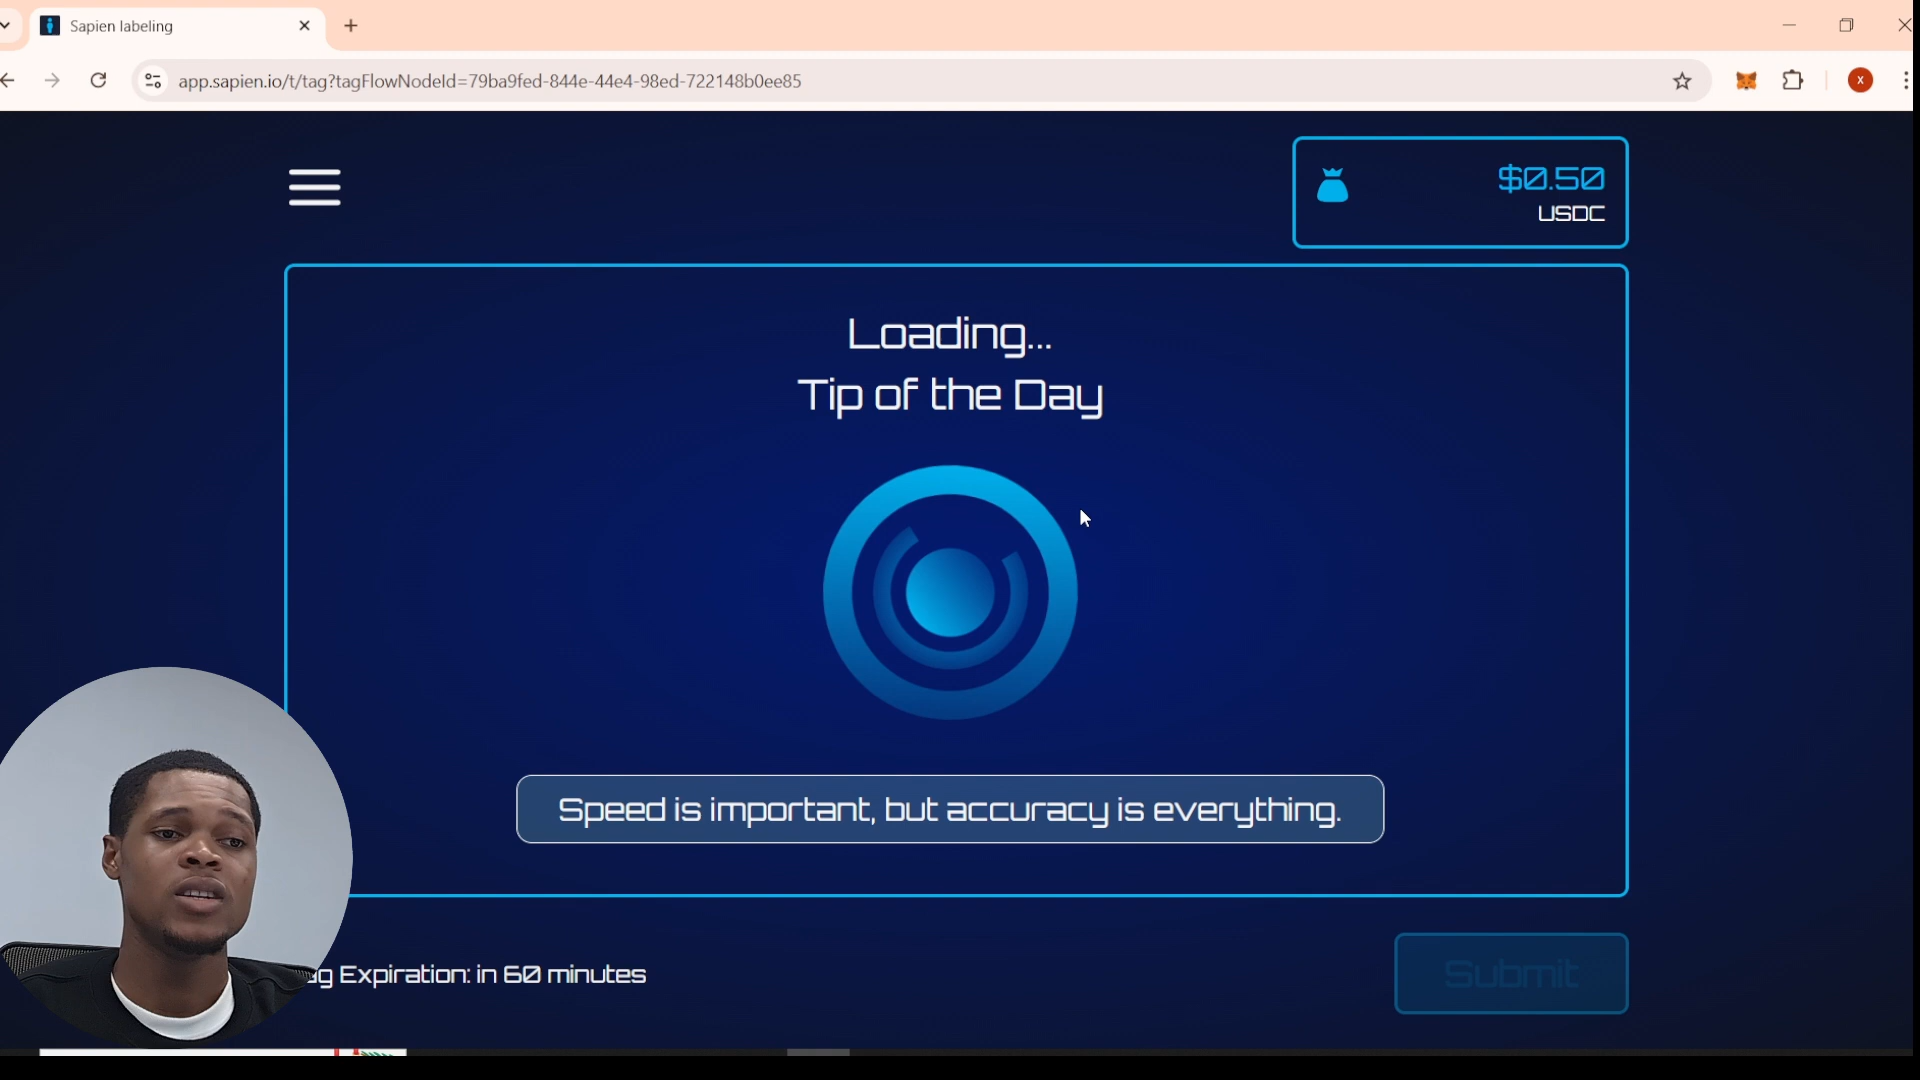 Sapien labeling
app.sapien.io/t/tag?tagFlowNodeId=79ba9fed-844e-44e4-98ed-722148b0ee85
X
$0.50
USDC
Loading...
Tip of the Day
Speed is important, but accuracy is everything.
Expiration: in 60 minutes
Submit